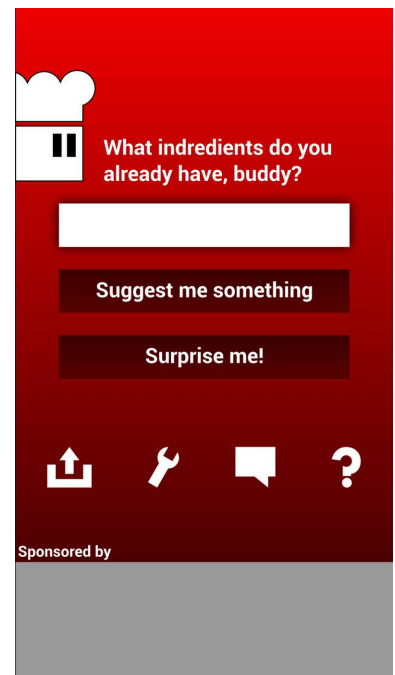 What indredients do you
already have, buddy?
Suggest me something
Surprise me!
?
Sponsored by